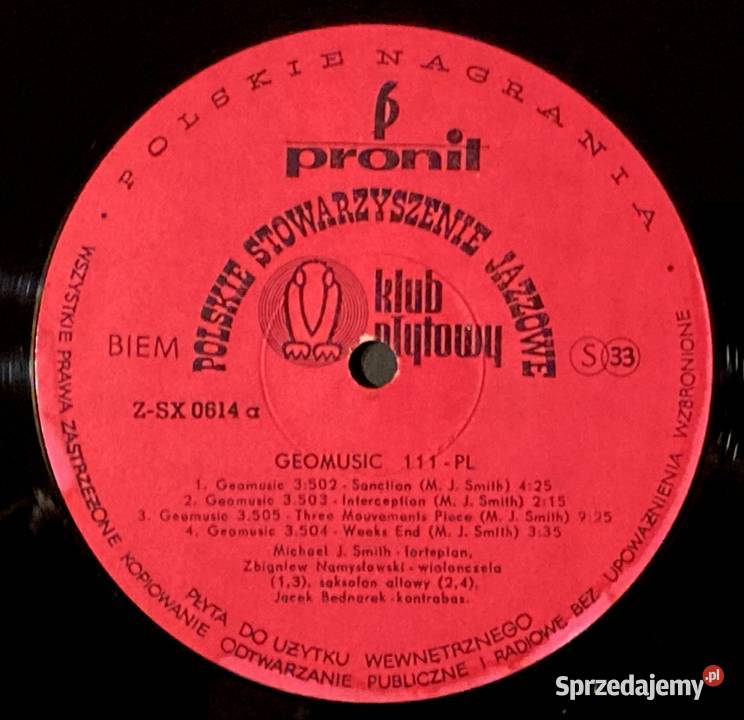 · POLSKIE NAGRANIA ·
pronit
POLSKIE STOWARZYSZENIE JAZZOWE
klub
płytowy
BIEM
S 33
Z-SX 0614 a
GEOMUSIC 111-PL
1. Geomusic 3.502 - Sanction (M. J. Smith) 4:25
2. Geomusic 3.503 - Interception (M. J. Smith) 2:15
3. Geomusic 3.505 - Three Mouvements Piece (M. J. Smith) 9:25
4. Geomusic 3.504 - Weeks End (M. J. Smith) 3:35
Michael J. Smith - fortepian,
Zbigniew Namysłowski - wiolonczela
(1,3), saksofon altowy (2,4),
Jacek Bednarek - kontrabas.
PŁYTA DO UŻYTKU WEWNĘTRZNEGO
WSZYSTKIE PRAWA ZASTRZEŻONE KOPIOWANIE ODTWARZANIE PUBLICZNE I RADIOWE BEZ UPOWAŻNIENIA WZBRONIONE
Sprzedajemy.pl